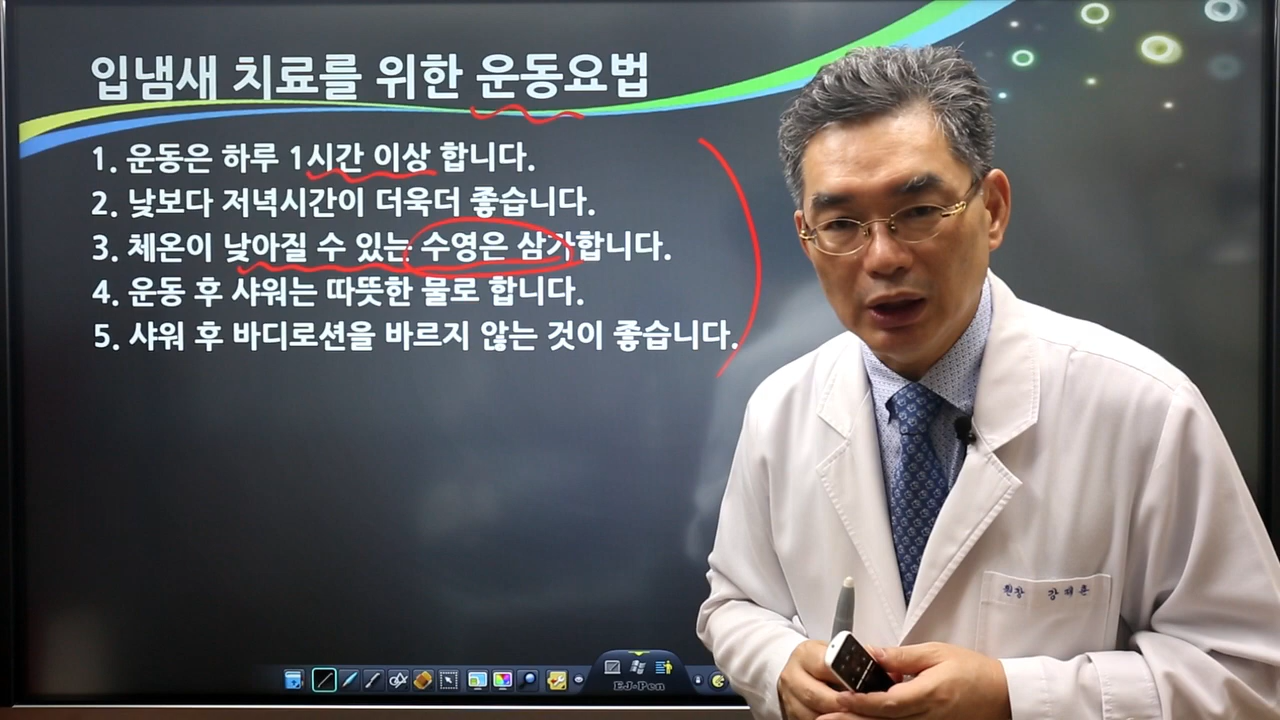 입냄새 치료를 위한 운동요법
1. 운동은 하루 1시간 이상 합니다.
2. 낮보다 저녁시간이 더욱더 좋습니다.
3. 체온이 낮아질 수 있는 수영은 삼가합니다.
4. 운동 후 샤워는 따뜻한 물로 합니다.
5. 샤워 후 바디로션을 바르지 않는 것이 좋습니다.
원장 강재춘
EJ-Pen